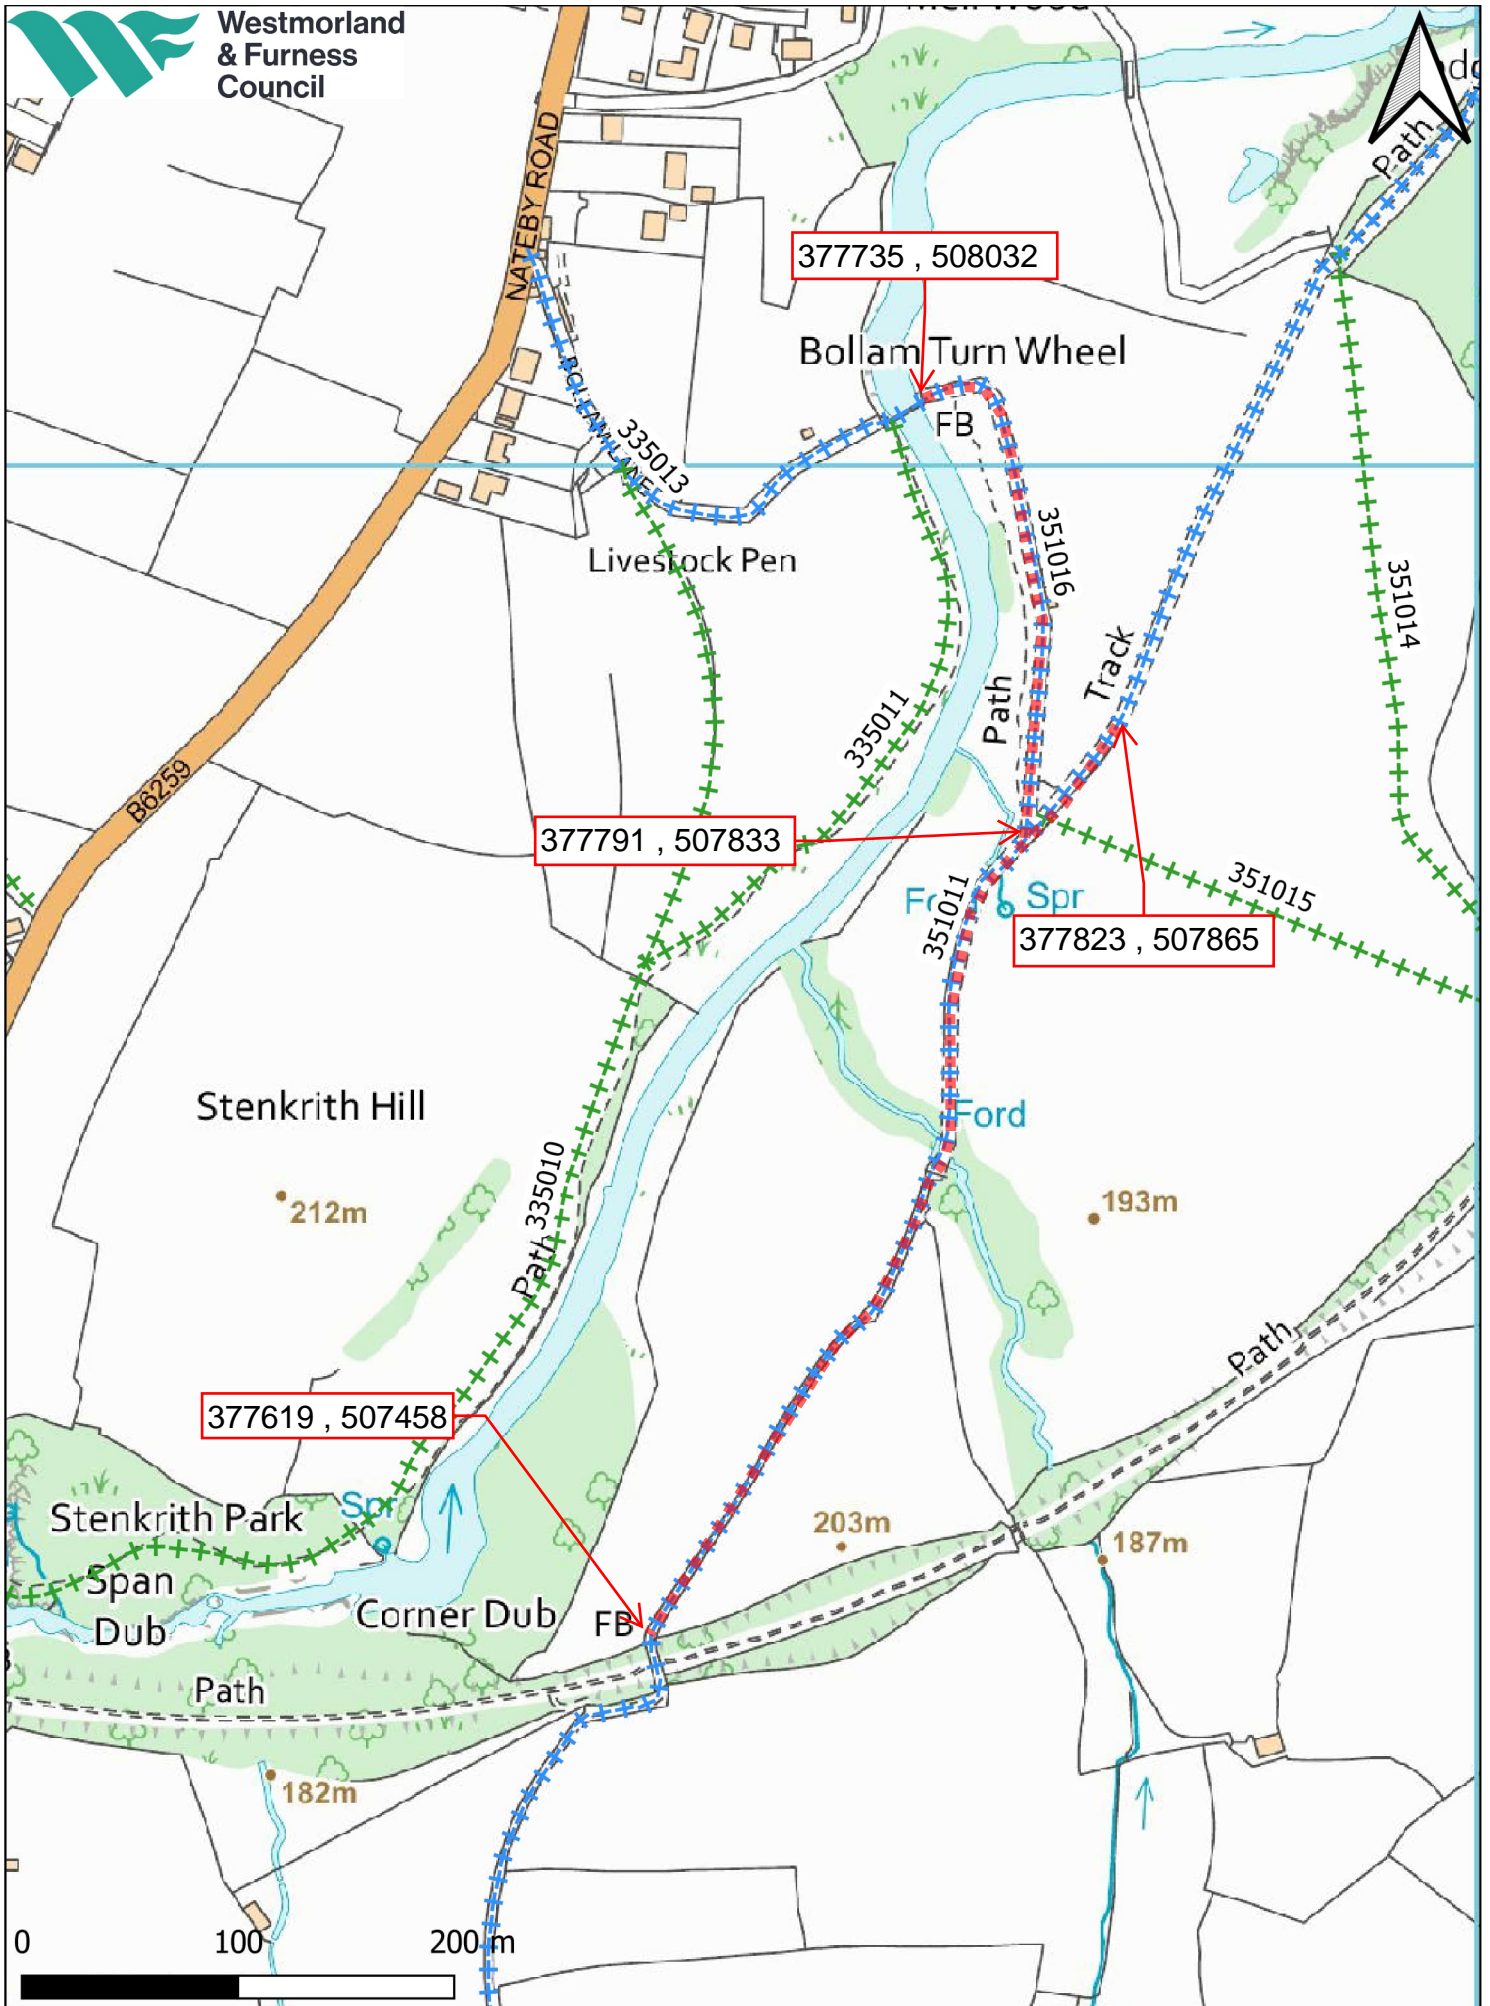 Westmorland
& Furness
Council
NATEBY ROAD
Path
377735 , 508032
Bollam Turn Wheel
FB
BOLLAM LANE
335013
Livestock Pen
351016
351014
Track
Path
335011
B6259
377791 , 507833
351015
351011
Spr
377823 , 507865
Stenkrith Hill
Ford
335010
Path
212m
193m
Path
377619 , 507458
Spr
Stenkrith Park
203m
187m
Span
Dub
Corner Dub
FB
Path
182m
0 100 200 m